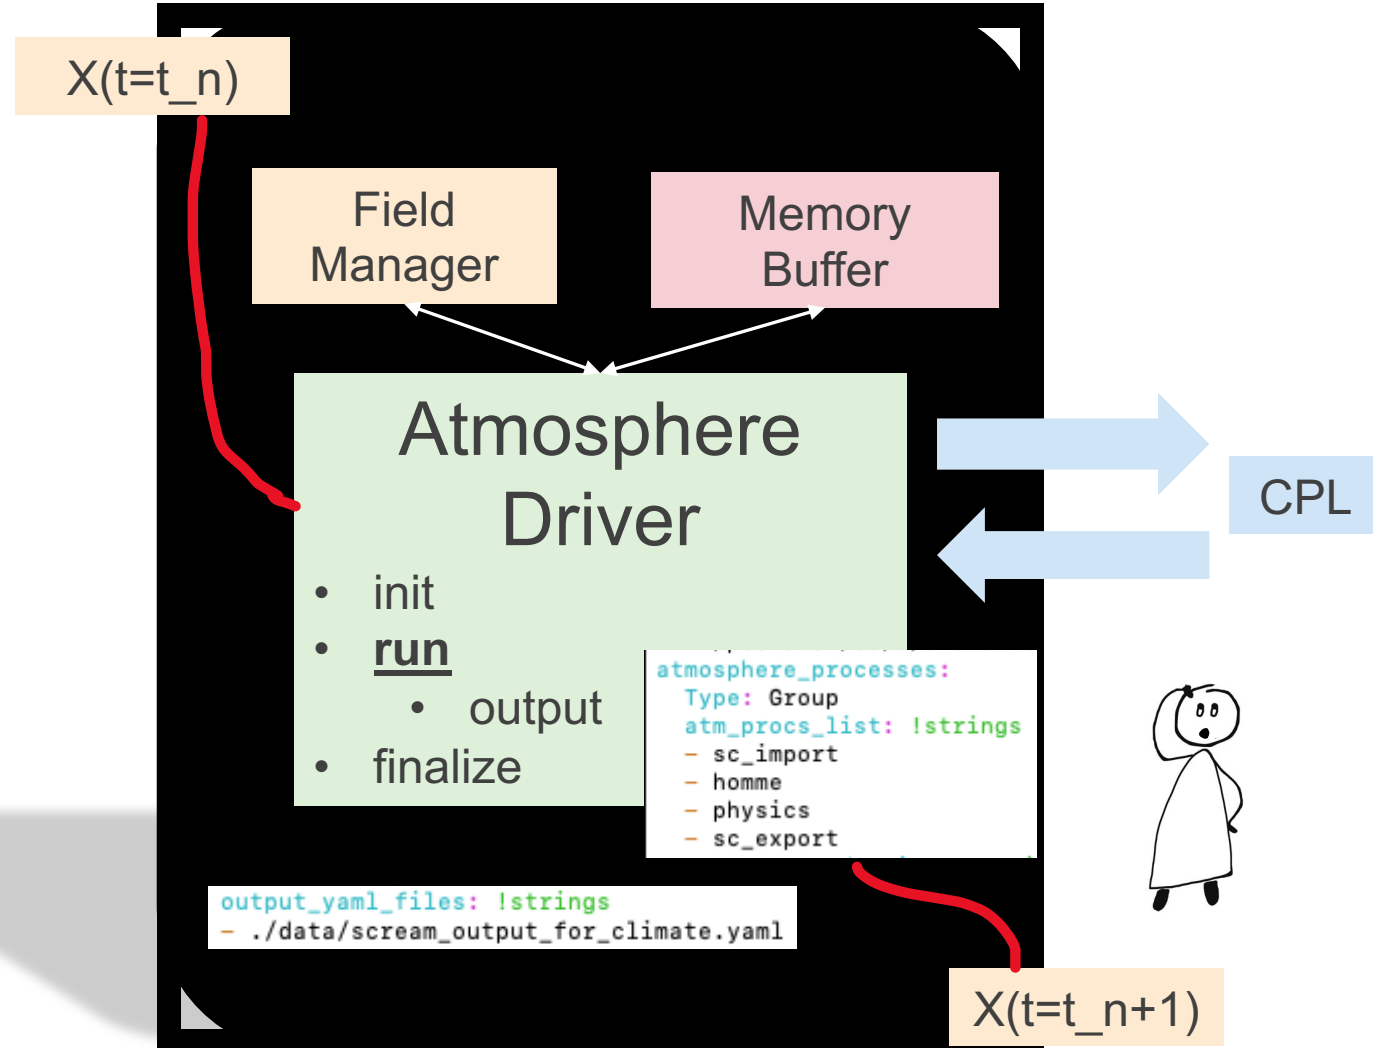 X(t=t_n)
Field
Manager
Memory
Buffer
Atmosphere
Driver
• init
• run
• output
• finalize
CPL
atmosphere_processes:
Type: Group
atm_procs_list: !strings
- sc_import
- homme
- physics
- sc_export
output_yaml_files: !strings
- ./data/scream_output_for_climate.yaml
X(t=t_n+1)